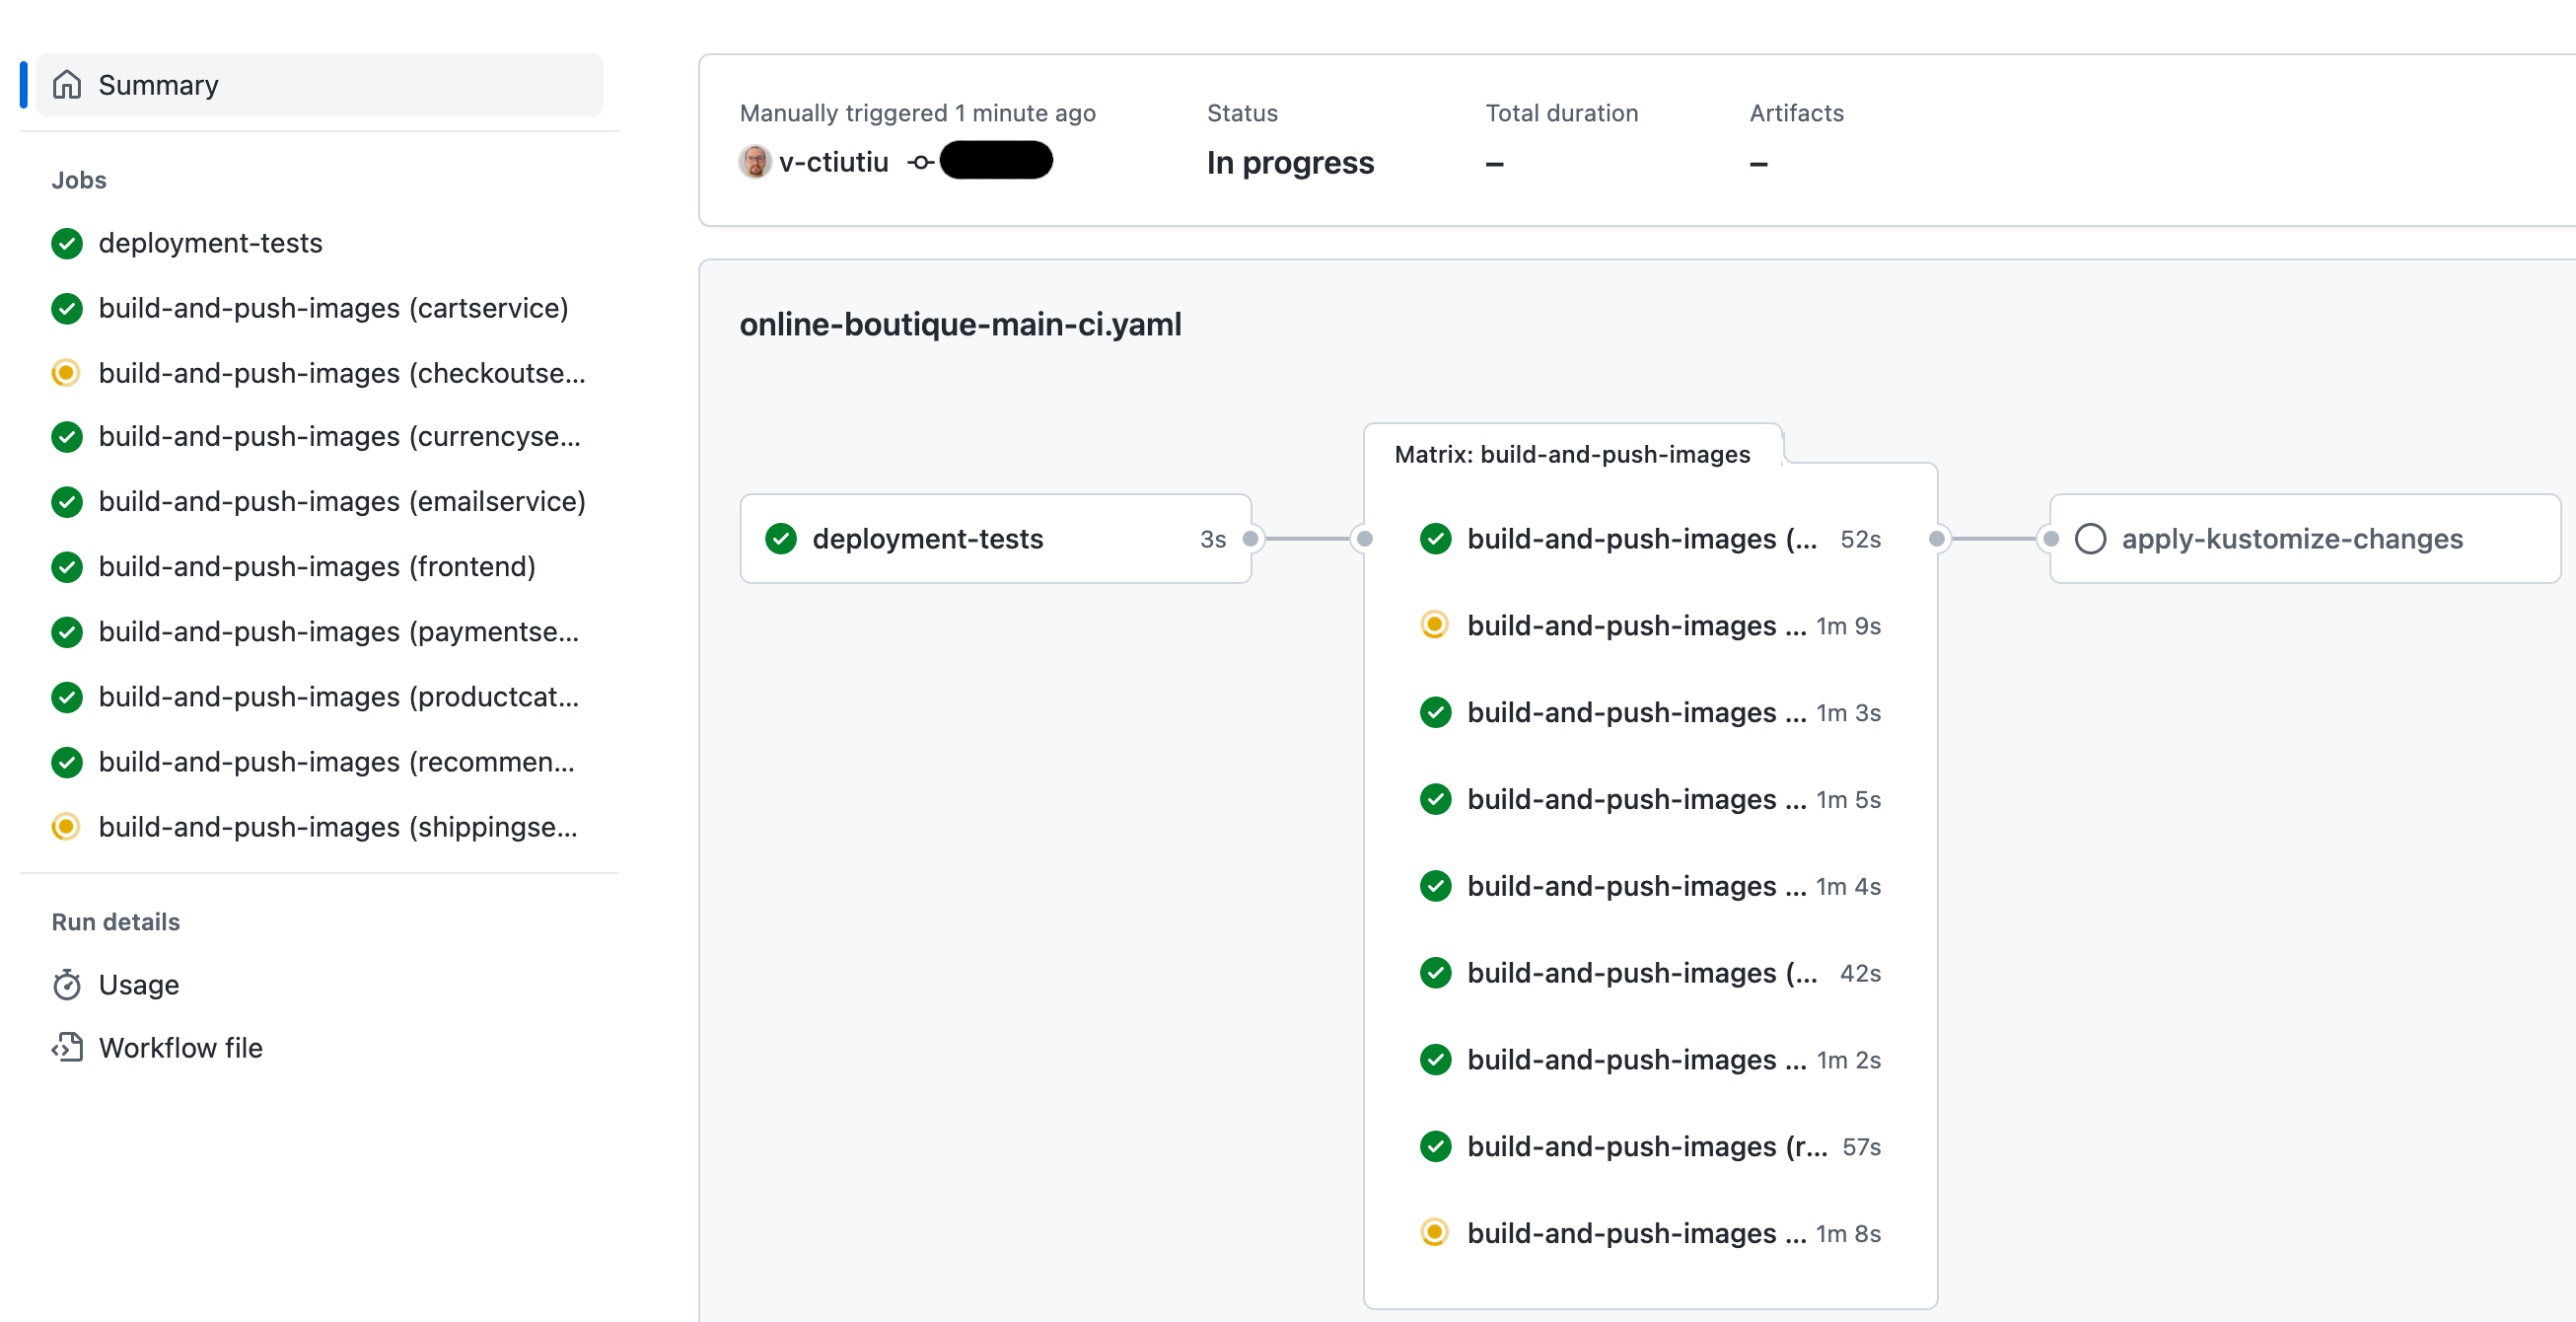 Summary
Jobs
deployment-tests
build-and-push-images (cartservice)
build-and-push-images (checkoutse...
build-and-push-images (currencyse...
build-and-push-images (emailservice)
build-and-push-images (frontend)
build-and-push-images (paymentse...
build-and-push-images (productcat...
build-and-push-images (recommen...
build-and-push-images (shippingse...
Run details
Usage
Workflow file
Manually triggered 1 minute ago
v-ctiutiu
Status
In progress
Total duration
–
Artifacts
–
online-boutique-main-ci.yaml
deployment-tests 3s
Matrix: build-and-push-images
build-and-push-images (... 52s
build-and-push-images ... 1m 9s
build-and-push-images ... 1m 3s
build-and-push-images ... 1m 5s
build-and-push-images ... 1m 4s
build-and-push-images (... 42s
build-and-push-images ... 1m 2s
build-and-push-images (r... 57s
build-and-push-images ... 1m 8s
apply-kustomize-changes